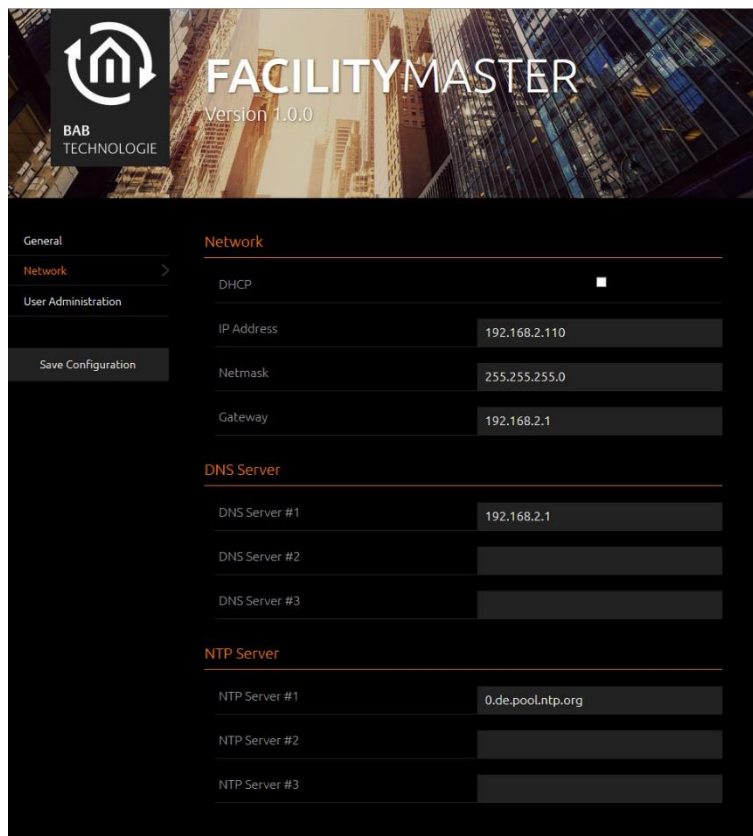 BAB
TECHNOLOGIE
FACILITYMASTER
Version 1.0.0
General
Network
User Administration
Save Configuration
Network
DHCP
IP Address 192.168.2.110
Netmask 255.255.255.0
Gateway 192.168.2.1
DNS Server
DNS Server #1 192.168.2.1
DNS Server #2
DNS Server #3
NTP Server
NTP Server #1 0.de.pool.ntp.org
NTP Server #2
NTP Server #3